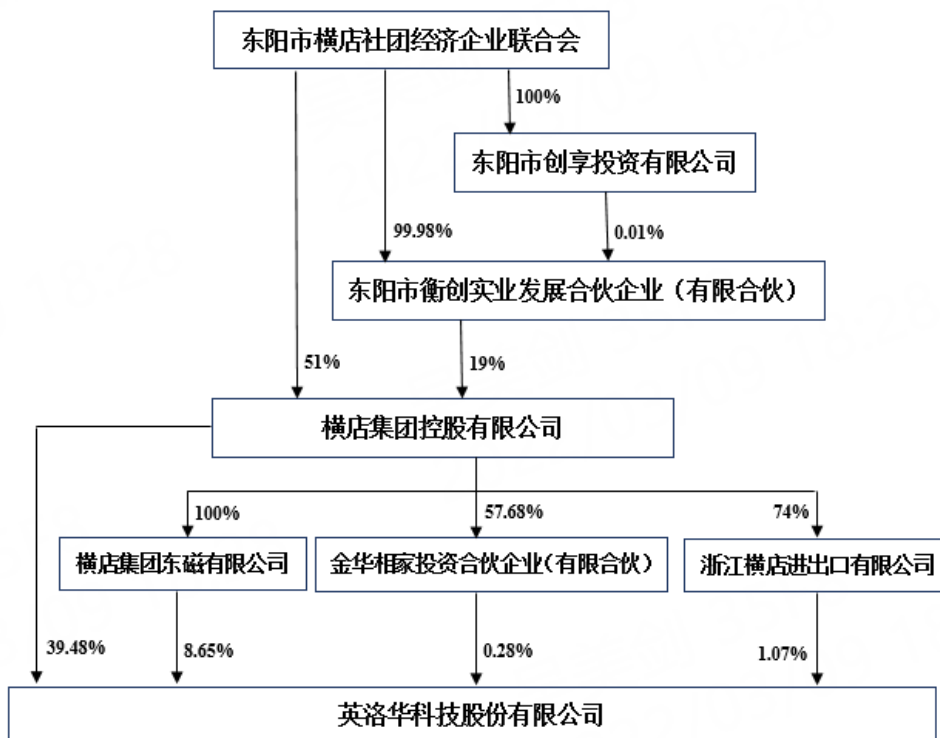 东阳市横店社团经济企业联合会
100%
东阳市创享投资有限公司
99.98%
0.01%
东阳市衡创实业发展合伙企业（有限合伙）
51%
19%
横店集团控股有限公司
100%
57.68%
74%
横店集团东磁有限公司
金华相家投资合伙企业（有限合伙）
浙江横店进出口有限公司
39.48%
8.65%
0.28%
1.07%
英洛华科技股份有限公司